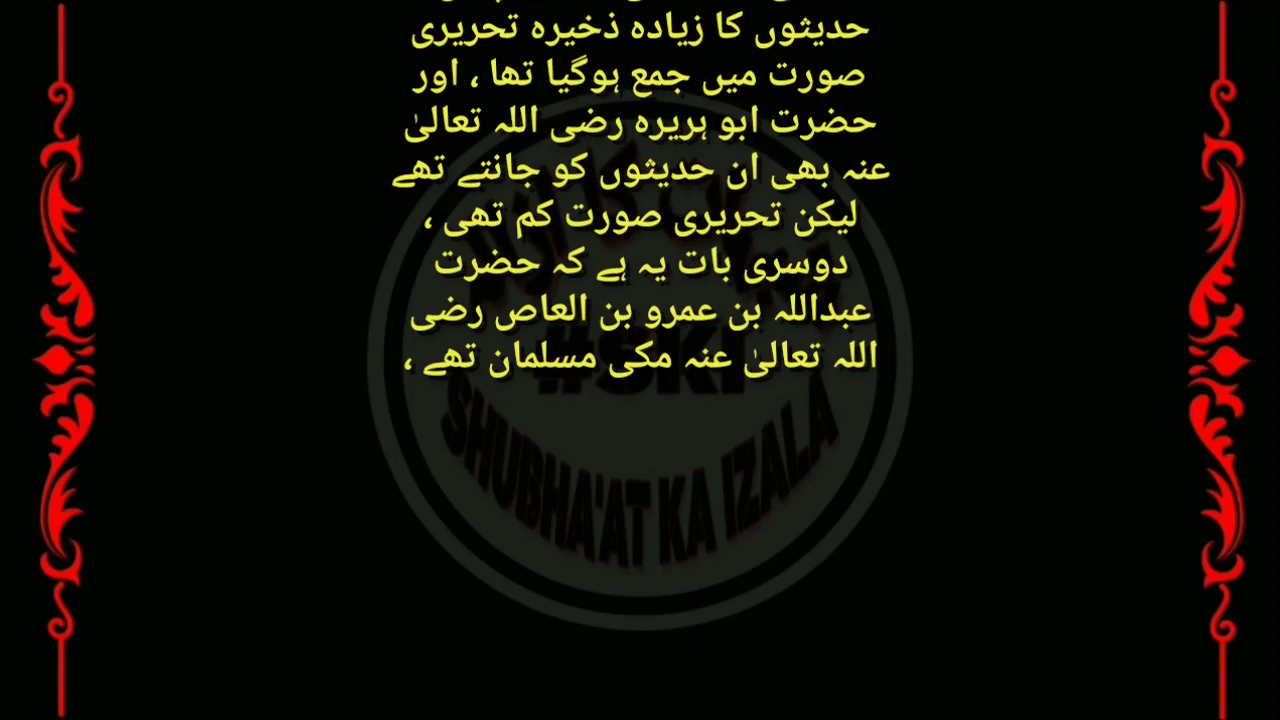 حدیثوں کا زیادہ ذخیرہ تحریری
صورت میں جمع ہوگیا تھا ، اور
حضرت ابو ہریرہ رضی اللہ تعالیٰ
عنہ بھی ان حدیثوں کو جانتے تھے
لیکن تحریری صورت کم تھی ،
دوسری بات یہ ہے کہ حضرت
عبداللہ بن عمرو بن العاص رضی
اللہ تعالیٰ عنہ مکی مسلمان تھے ،
#SKI
SHUBHA'AT KA IZALA